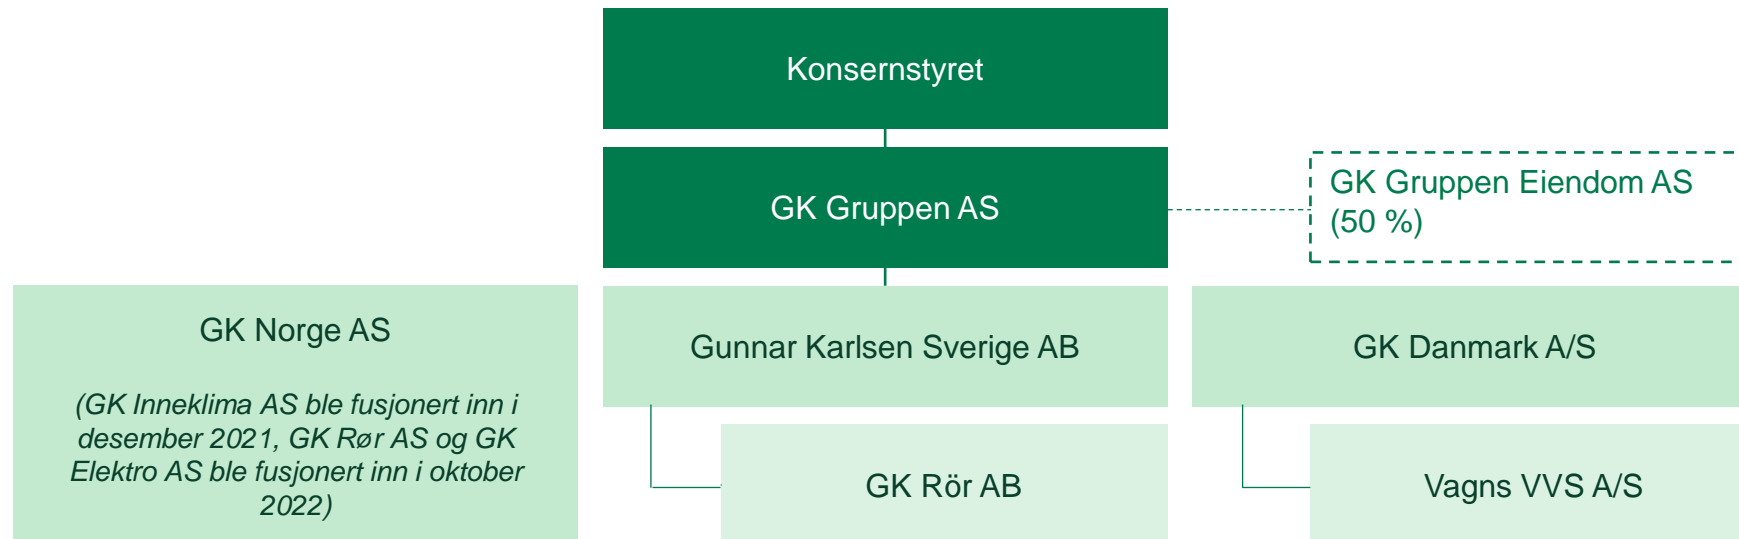 Konsernstyret
GK Gruppen AS
GK Gruppen Eiendom AS
(50 %)
GK Norge AS
(GK Inneklima AS ble fusjonert inn i
desember 2021, GK Rør AS og GK
Elektro AS ble fusjonert inn i oktober
2022)
Gunnar Karlsen Sverige AB
GK Danmark A/S
GK Rör AB
Vagns VVS A/S